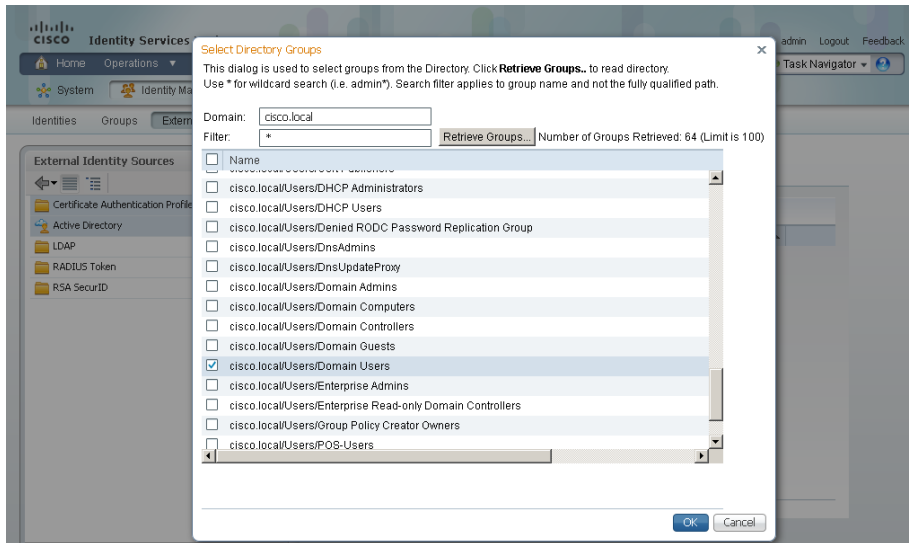 CISCO Identity Services
admin Logout Feedback
Home Operations
Task Navigator
System Identity Ma
Identities Groups Extern
External Identity Sources
Certificate Authentication Profile
Active Directory
LDAP
RADIUS Token
RSA SecurID
Select Directory Groups
This dialog is used to select groups from the Directory. Click Retrieve Groups.. to read directory.
Use * for wildcard search (i.e. admin*). Search filter applies to group name and not the fully qualified path.
Domain: cisco.local
Filter: * Retrieve Groups... Number of Groups Retrieved: 64 (Limit is 100)
Name
cisco.local/Users/DHCP Administrators
cisco.local/Users/DHCP Users
cisco.local/Users/Denied RODC Password Replication Group
cisco.local/Users/DnsAdmins
cisco.local/Users/DnsUpdateProxy
cisco.local/Users/Domain Admins
cisco.local/Users/Domain Computers
cisco.local/Users/Domain Controllers
cisco.local/Users/Domain Guests
cisco.local/Users/Domain Users
cisco.local/Users/Enterprise Admins
cisco.local/Users/Enterprise Read-only Domain Controllers
cisco.local/Users/Group Policy Creator Owners
cisco.local/Users/POS-Users
OK Cancel